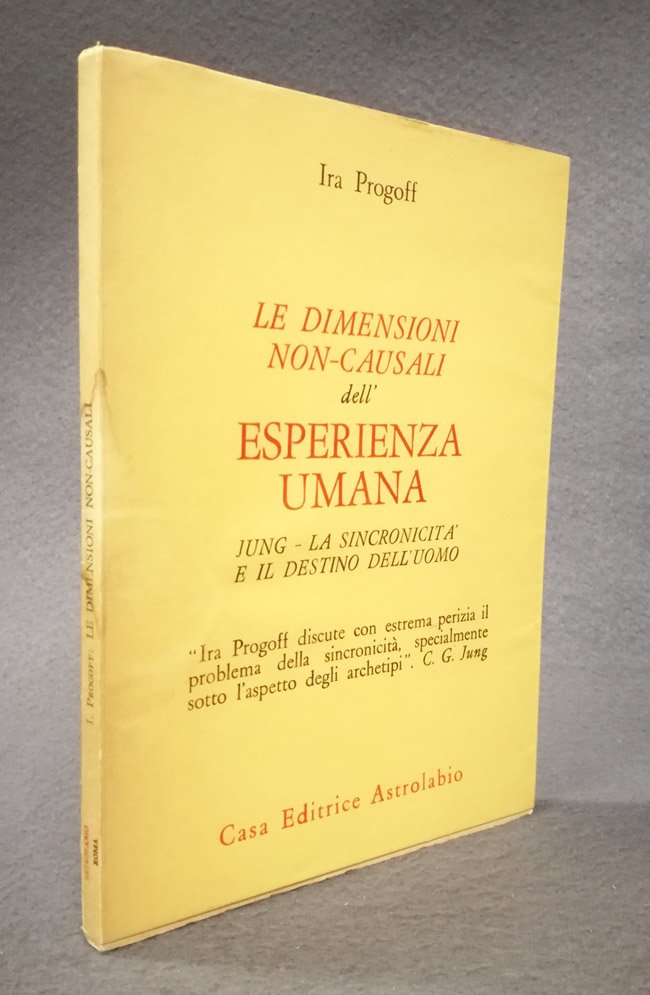 Ira Progoff
LE DIMENSIONI
NON-CAUSALI
dell'
ESPERIENZA
UMANA
JUNG - LA SINCRONICITA'
E IL DESTINO DELL'UOMO
"Ira Progoff discute con estrema perizia il
problema della sincronicità, specialmente
sotto l'aspetto degli archetipi". C. G. Jung
Casa Editrice Astrolabio
I. PROGOFF: LE DIMENSIONI NON-CAUSALI
ASTROLABIO
ROMA